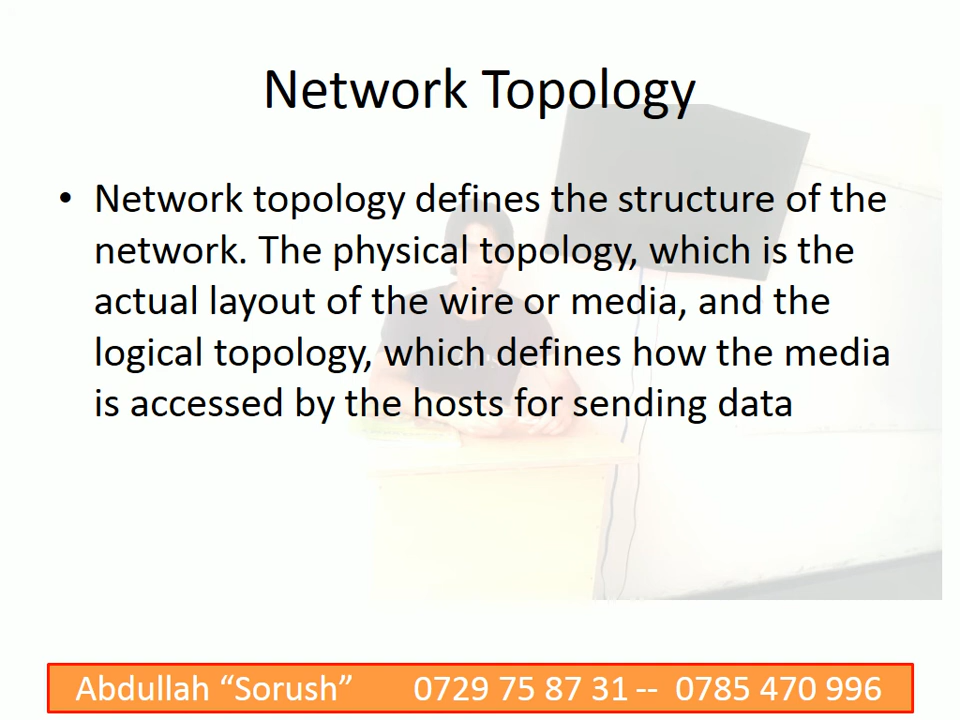 Network Topology
• Network topology defines the structure of the
network. The physical topology, which is the
actual layout of the wire or media, and the
logical topology, which defines how the media
is accessed by the hosts for sending data
Abdullah “Sorush” 0729 75 87 31 -- 0785 470 996